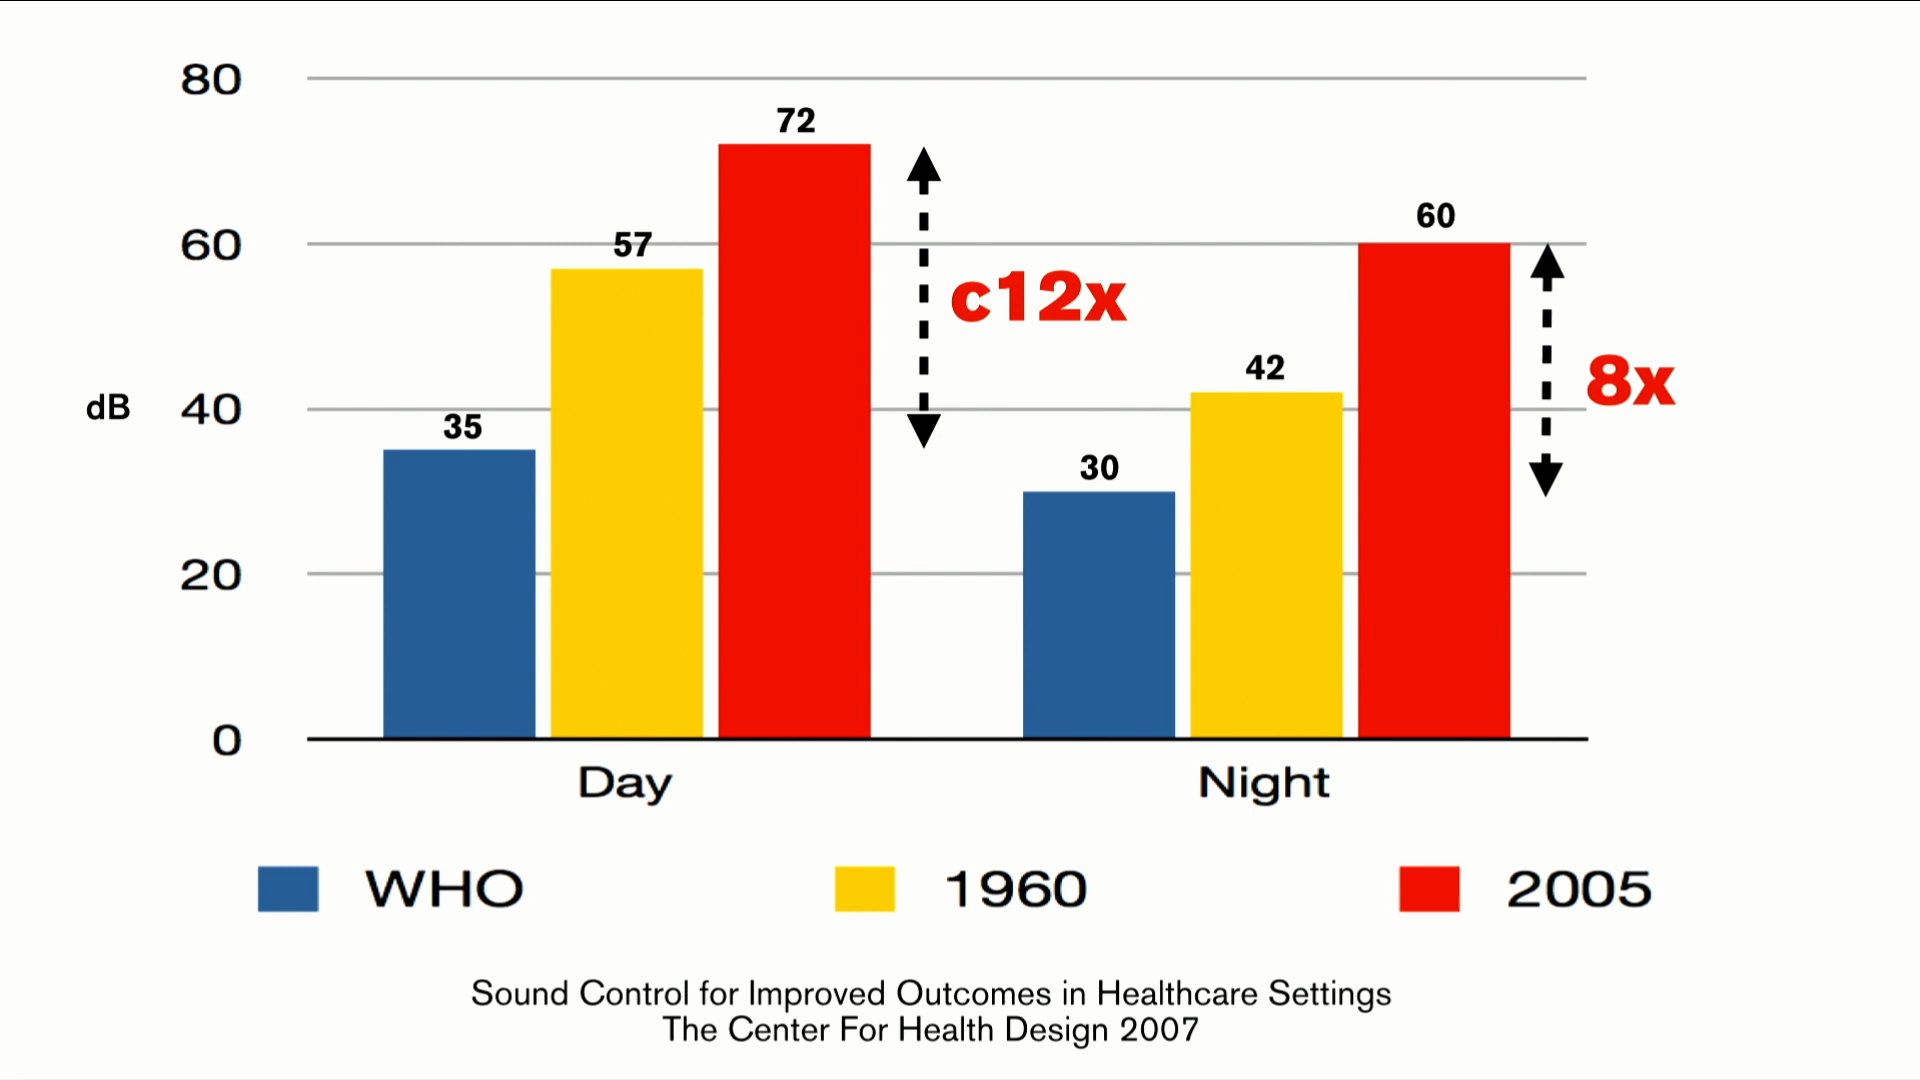 80
72
60
60
57
c12x
8x
42
dB
40
35
30
20
0
Day
Night
WHO
1960
2005
Sound Control for Improved Outcomes in Healthcare Settings
The Center For Health Design 2007